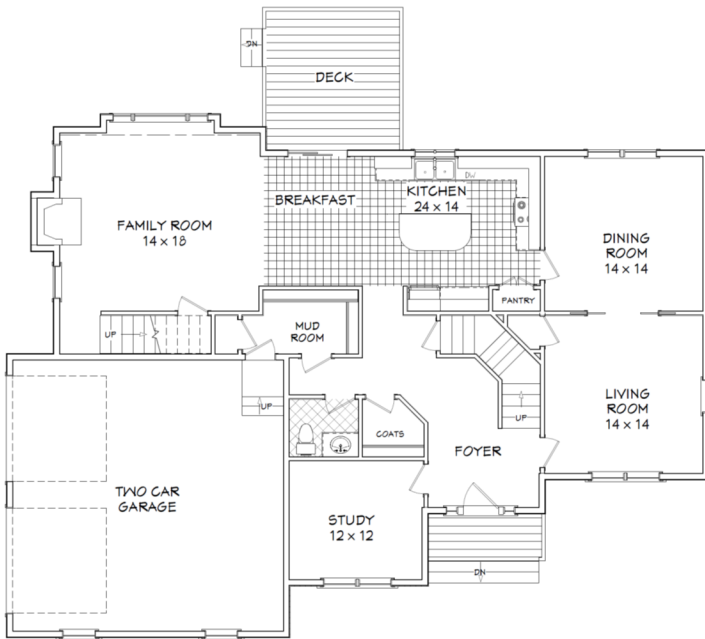 DN
DECK
BREAKFAST
DW
KITCHEN
24 x 14
FAMILY ROOM
14 x 18
DINING
ROOM
14 x 14
PANTRY
UP
MUD
ROOM
UP
UP
LIVING
ROOM
14 x 14
COATS
FOYER
TWO CAR
GARAGE
STUDY
12 x 12
DN